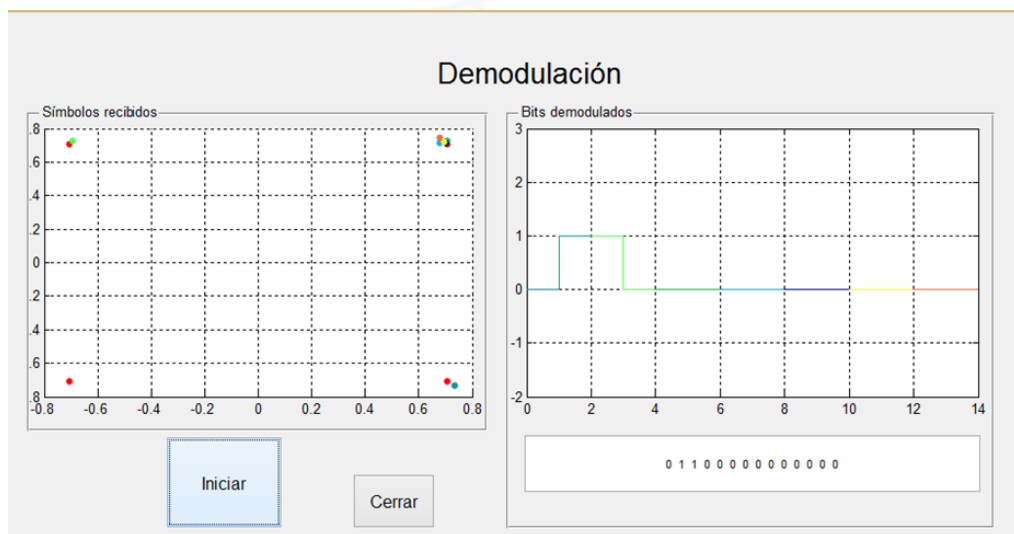 Demodulación
Símbolos recibidos
.8
.6
.4
.2
0
.2
.4
.6
.8
-0.8 -0.6 -0.4 -0.2 0 0.2 0.4 0.6 0.8
Iniciar
Cerrar
Bits demodulados
3
2
1
0
-1
-2
0 2 4 6 8 10 12 14
0 1 1 0 0 0 0 0 0 0 0 0 0 0